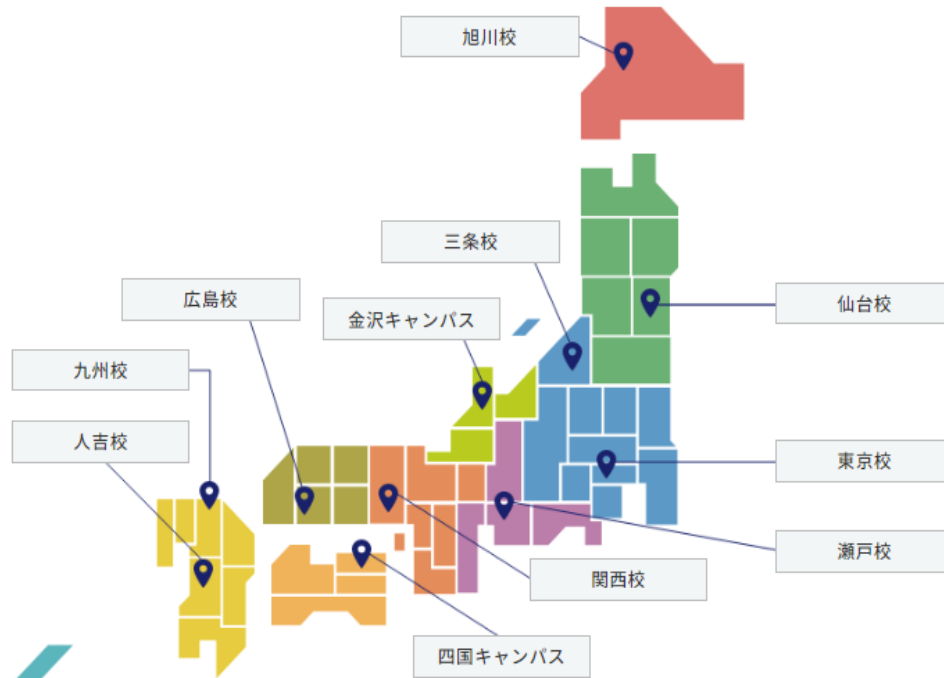 旭川校
三条校
広島校
金沢キャンパス
仙台校
九州校
人吉校
東京校
瀬戸校
関西校
四国キャンパス